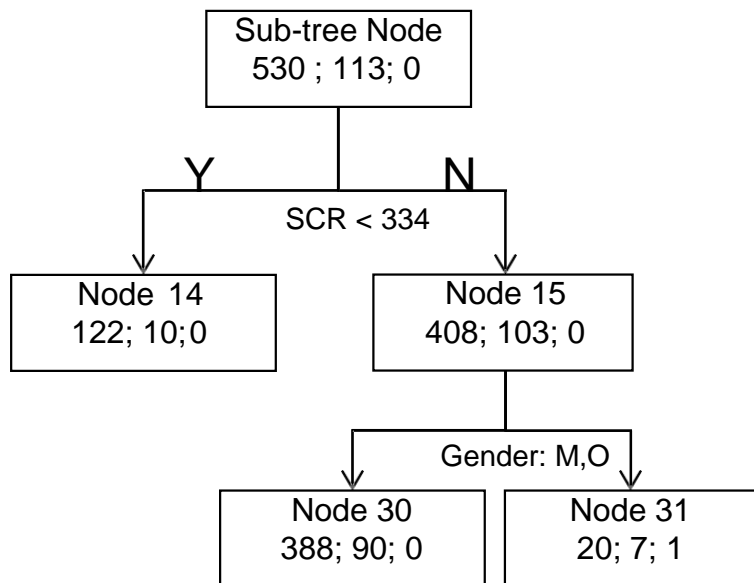 Sub-tree Node
530 ; 113; 0
Y
N
SCR < 334
Node 14
122; 10;0
Node 15
408; 103; 0
Gender: M,O
Node 30
388; 90; 0
Node 31
20; 7; 1